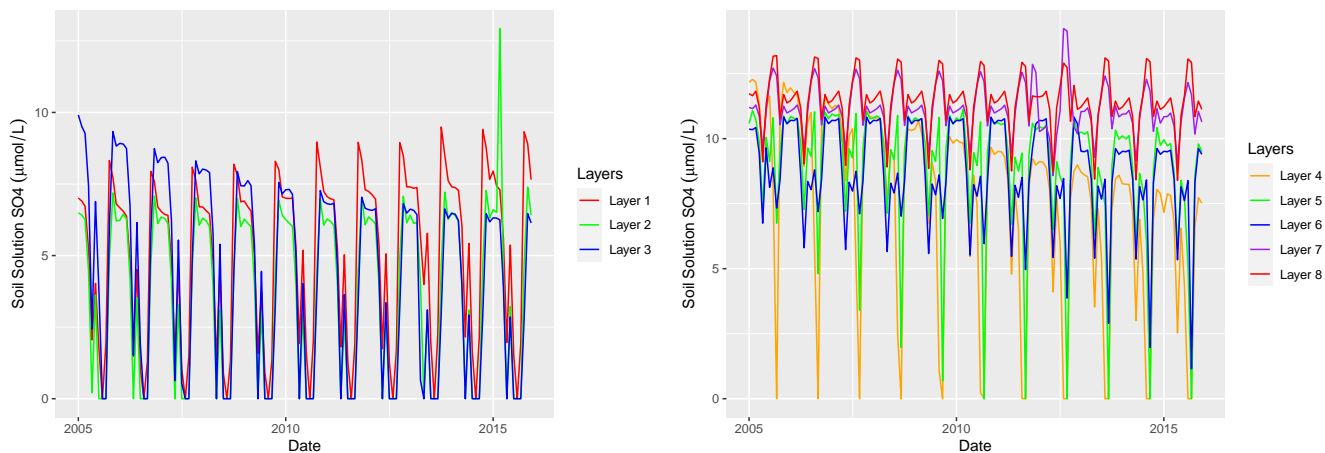 Soil Solution SO4 (μmol/L)
10
5
0
2005
2010
2015
Date
Layers
Layer 1
Layer 2
Layer 3
Soil Solution SO4 (μmol/L)
10
5
0
2005
2010
2015
Date
Layers
Layer 4
Layer 5
Layer 6
Layer 7
Layer 8